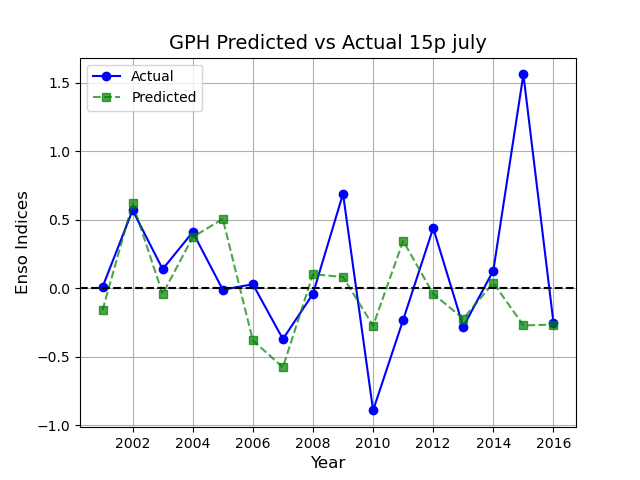 GPH Predicted vs Actual 15p july
Actual
Predicted
1.5
1.0
0.5
0.0
−0.5
−1.0
Enso Indices
2002 2004 2006 2008 2010 2012 2014 2016
Year